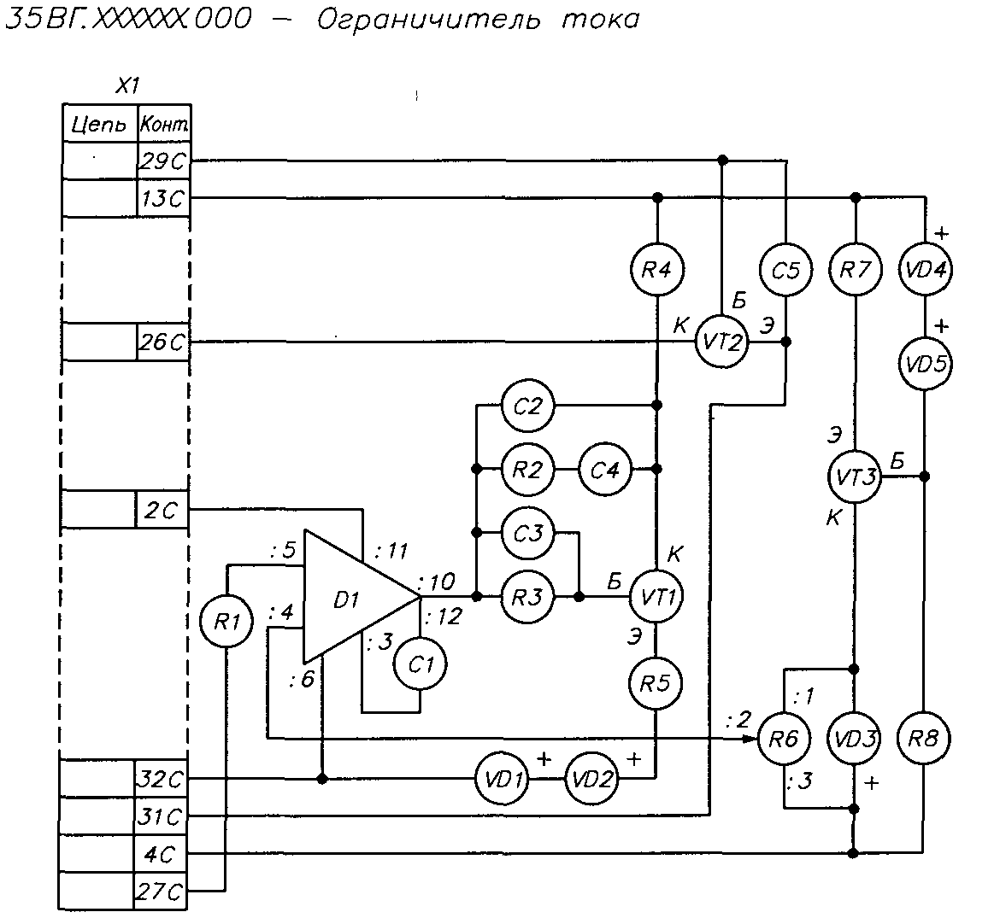 35ВГ.XXXXXX.000 – Ограничитель тока
X1
Цепь Конт.
29С
13С
+
R4 C5 R7 VD4
Б
К Э +
26С VT2 VD5
C2
Э
R2 C4 VT3 Б
2С К
C3
:5 :11 К
:10 Б
D1 R3 VT1
R1 :4 :12
:3 Э
C1
:6 R5
:1
:2
R6 VD3 R8
+ +
32С VD1 VD2 :3 +
31С
4С
27С